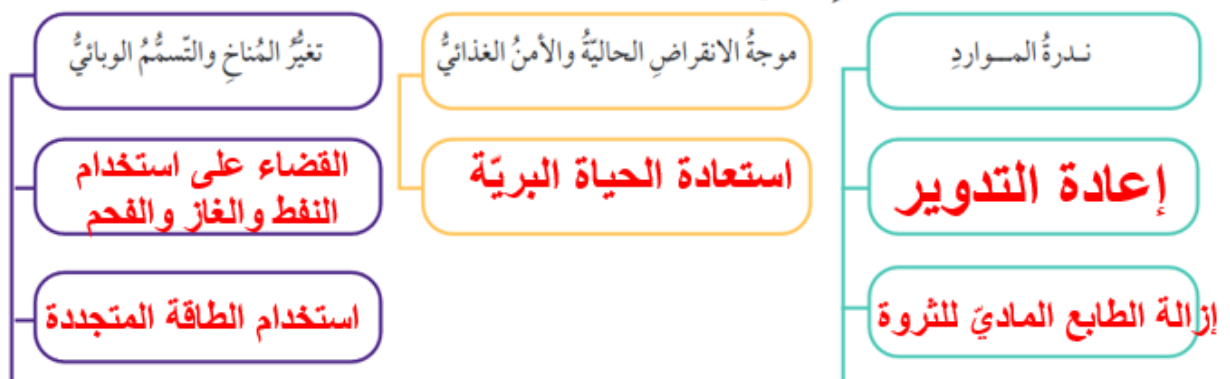 نـدرةُ المــواردِ
إعادة التدوير
إزالة الطابع الماديّ للثروة
موجةُ الانقراضِ الحاليّةُ والأمنُ الغذائيُّ
استعادة الحياة البريّة
تغيُّرُ المُناخِ والتّسمُّمُ الوبائيُّ
القضاء على استخدام
النفط والغاز والفحم
استخدام الطاقة المتجددة